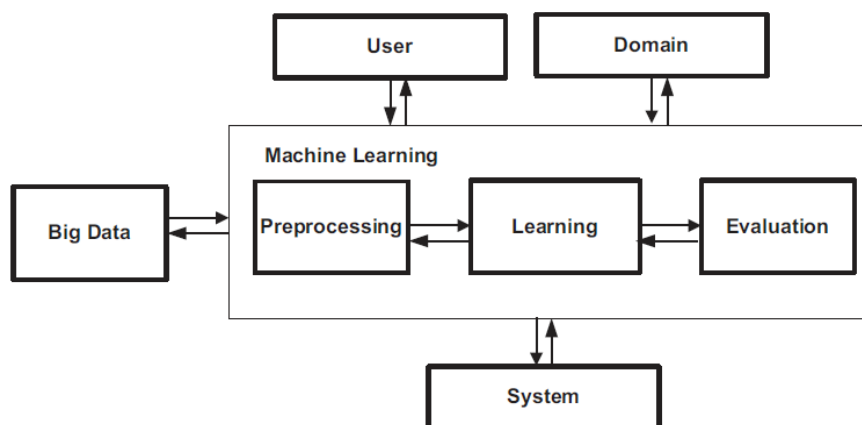 User
Domain
Machine Learning
Big Data
Preprocessing
Learning
Evaluation
System